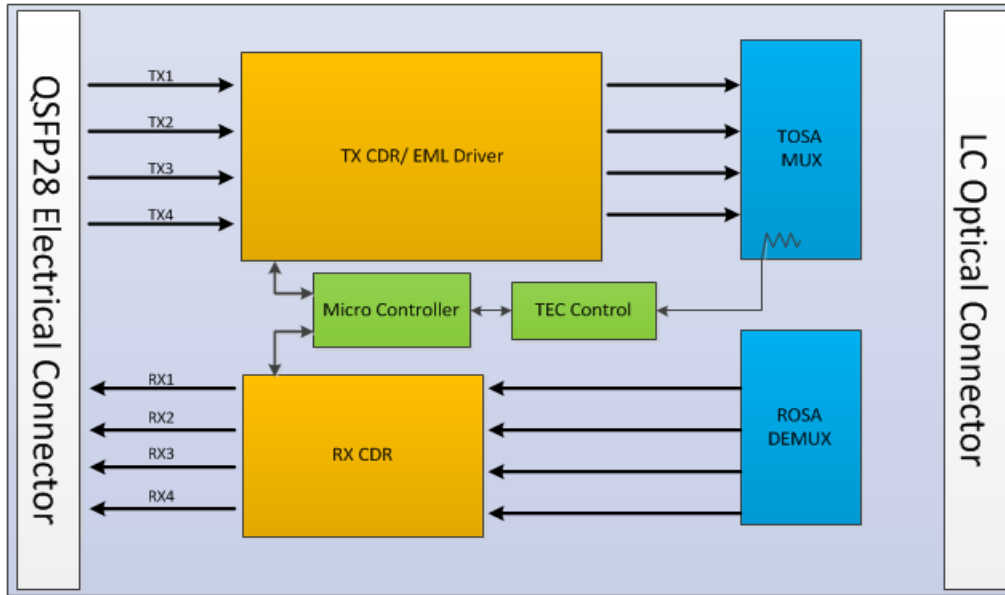 QSFP28 Electrical Connector
TX1
TX2
TX3
TX4
TX CDR/ EML Driver
TOSA
MUX
LC Optical Connector
Micro Controller
TEC Control
RX1
RX2
RX3
RX4
RX CDR
ROSA
DEMUX